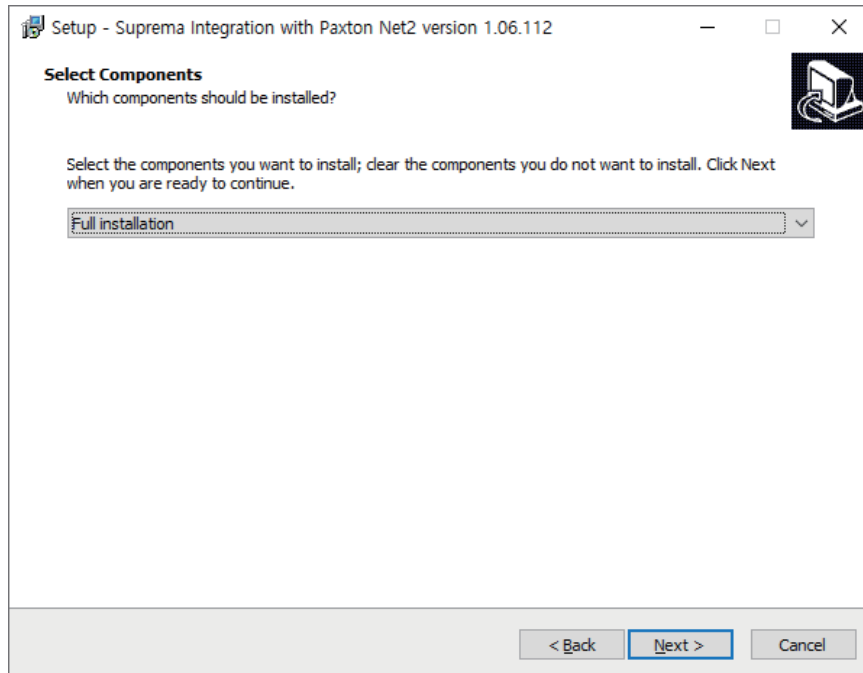 Setup - Suprema Integration with Paxton Net2 version 1.06.112
Select Components
Which components should be installed?
Select the components you want to install; clear the components you do not want to install. Click Next
when you are ready to continue.
Full installation
< Back
Next >
Cancel